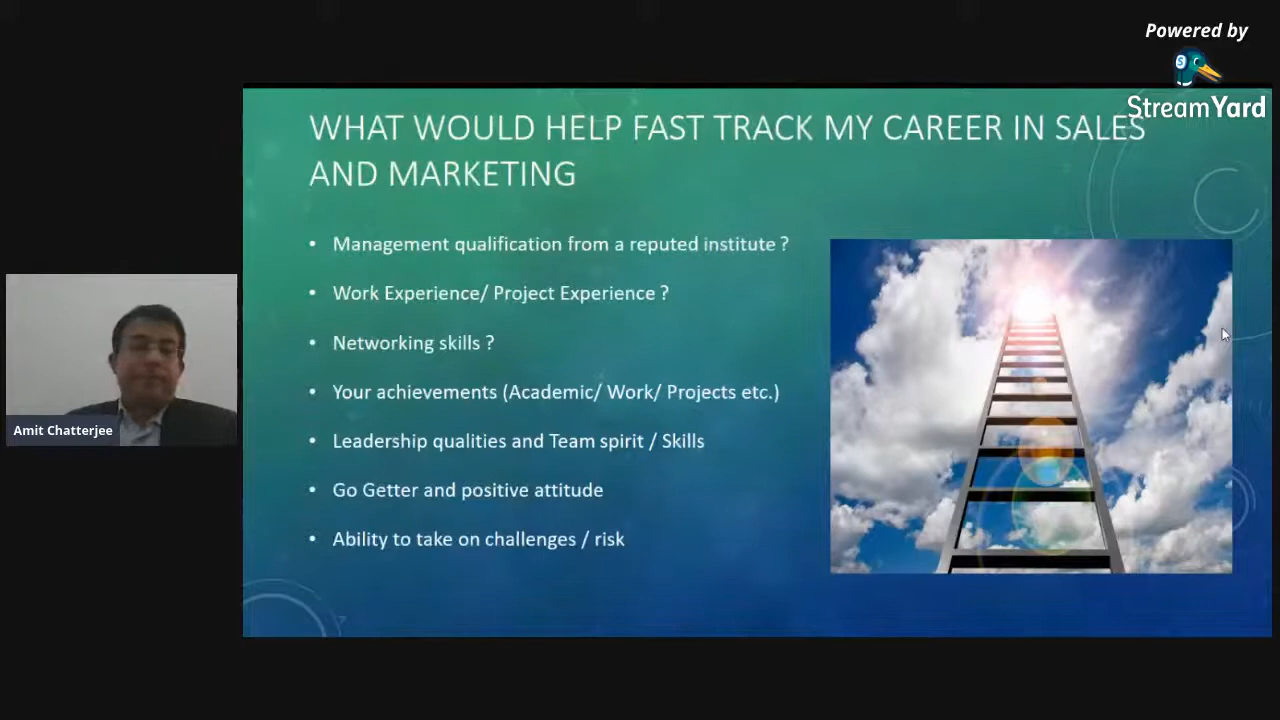 Powered by
StreamYard
WHAT WOULD HELP FAST TRACK MY CAREER IN SALES
AND MARKETING
• Management qualification from a reputed institute ?
• Work Experience/ Project Experience ?
• Networking skills ?
• Your achievements (Academic/ Work/ Projects etc.)
• Leadership qualities and Team spirit / Skills
• Go Getter and positive attitude
• Ability to take on challenges / risk
Amit Chatterjee